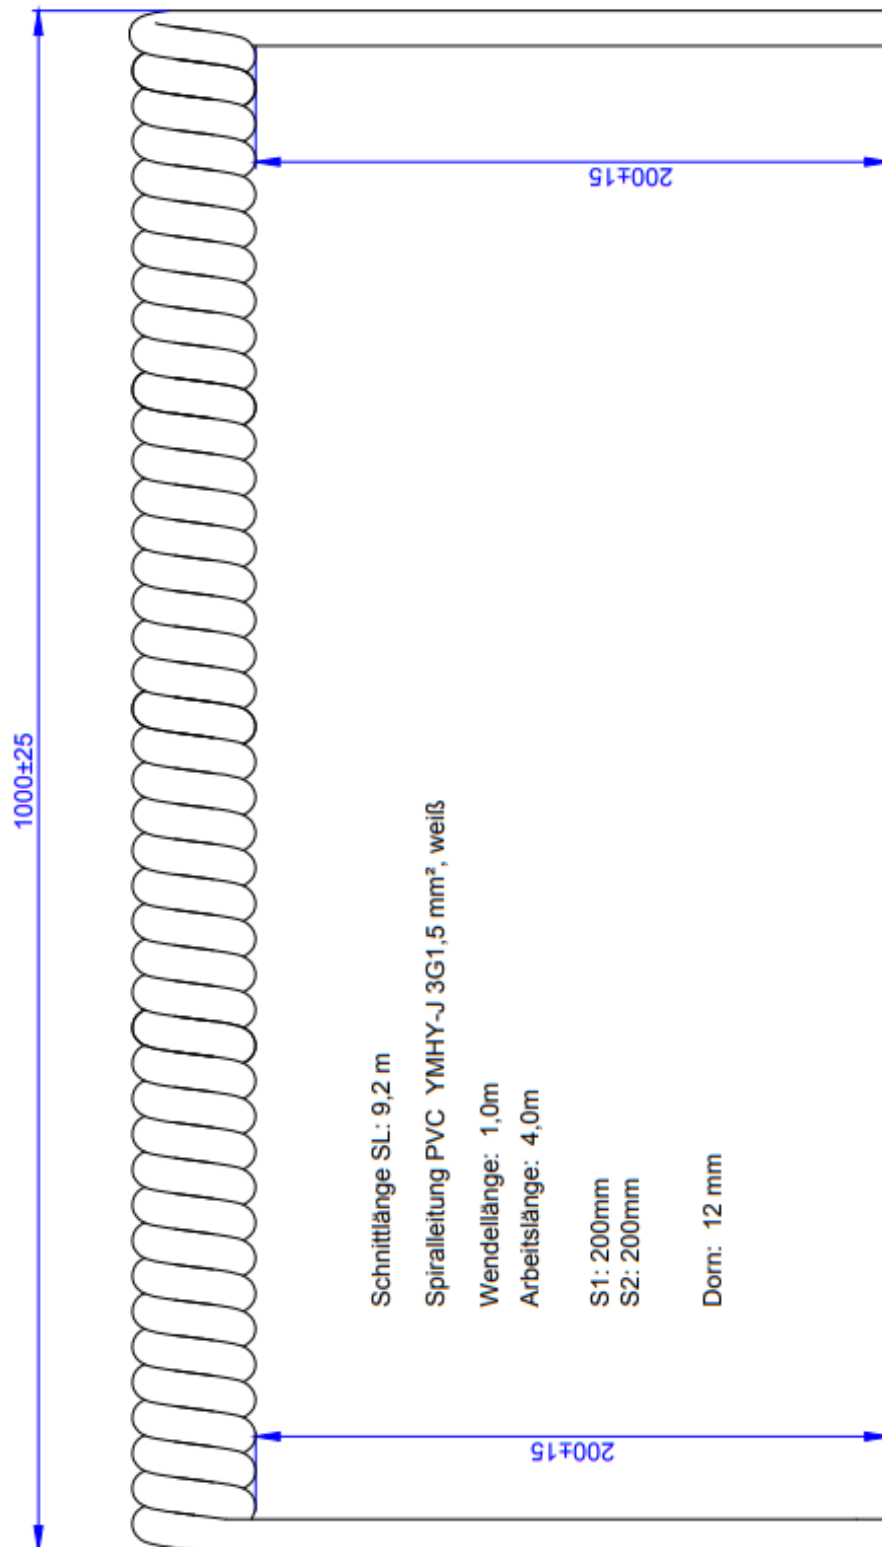 1000±25
200±15
Schnittlänge SL: 9,2 m
Spiralleitung PVC YMHY-J 3G1,5 mm², weiß
Wendellänge: 1,0m
Arbeitslänge: 4,0m
S1: 200mm
S2: 200mm
Dorn: 12 mm
200±15